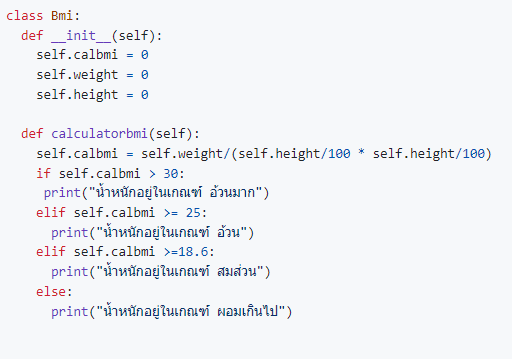 class Bmi:
  def __init__(self):
    self.calbmi = 0
    self.weight = 0
    self.height = 0

  def calculatorbmi(self):
    self.calbmi = self.weight/(self.height/100 * self.height/100)
    if self.calbmi > 30:
     print("น้ำหนักอยู่ในเกณฑ์ อ้วนมาก")
    elif self.calbmi >= 25:
      print("น้ำหนักอยู่ในเกณฑ์ อ้วน")
    elif self.calbmi >=18.6:
      print("น้ำหนักอยู่ในเกณฑ์ สมส่วน")
    else:
      print("น้ำหนักอยู่ในเกณฑ์ ผอมเกินไป")